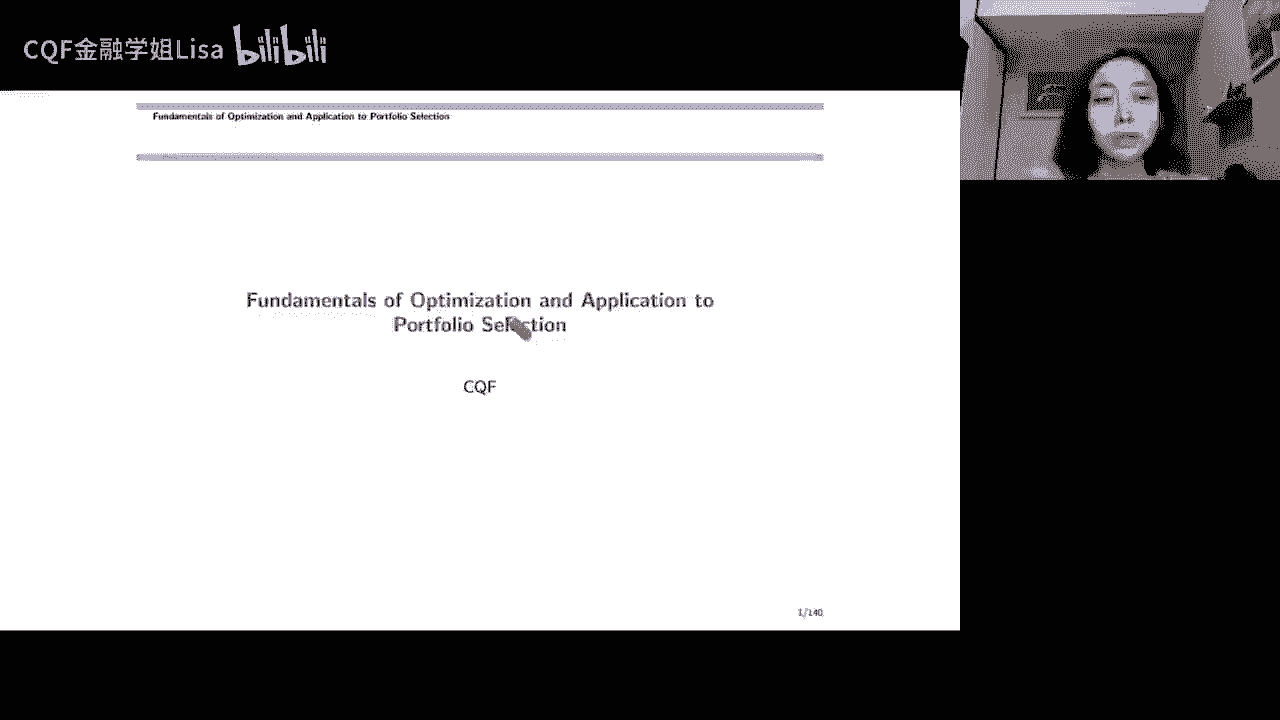 CQF金融学姐Lisa bilibili
Fundamentals of Optimization and Application to Portfolio Selection
Fundamentals of Optimization and Application to
Portfolio Selection
CQF
1/140